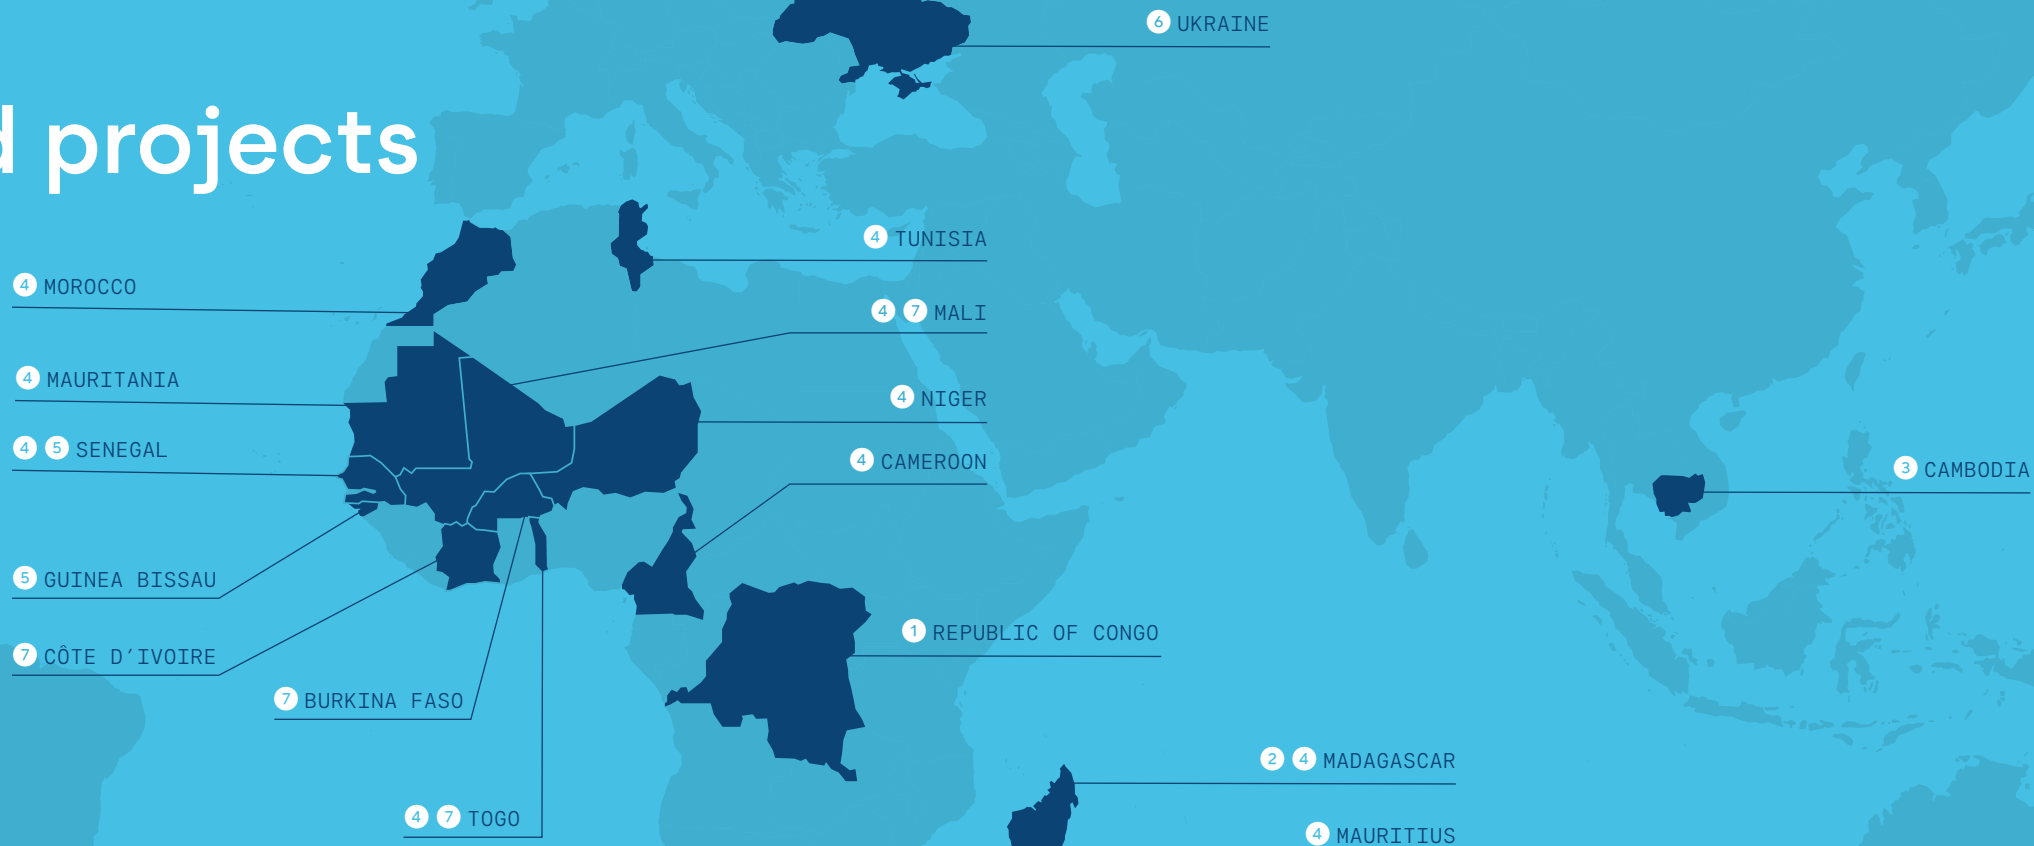 6 UKRAINE
d projects
4 TUNISIA
4 MOROCCO
4 7 MALI
4 MAURITANIA
4 NIGER
4 5 SENEGAL
4 CAMEROON
3 CAMBODIA
5 GUINEA BISSAU
1 REPUBLIC OF CONGO
7 CÔTE D’IVOIRE
7 BURKINA FASO
2 4 MADAGASCAR
4 7 TOGO
4 MAURITIUS